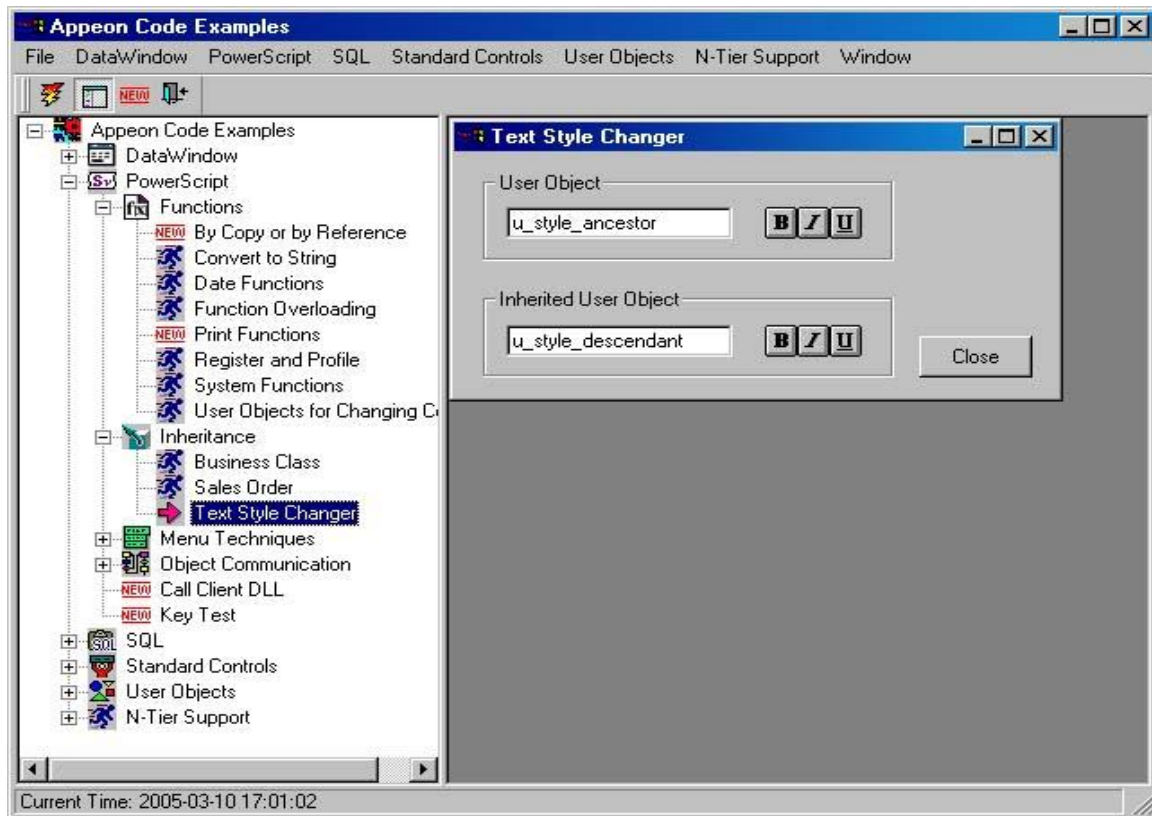 Appeon Code Examples
File DataWindow PowerScript SQL Standard Controls User Objects N-Tier Support Window
NEW
Appeon Code Examples
DataWindow
PowerScript
Functions
NEW By Copy or by Reference
Convert to String
Date Functions
Function Overloading
NEW Print Functions
Register and Profile
System Functions
User Objects for Changing C
Inheritance
Business Class
Sales Order
Text Style Changer
Menu Techniques
Object Communication
NEW Call Client DLL
NEW Key Test
SQL SQL
Standard Controls
User Objects
N-Tier Support
Text Style Changer
User Object
u_style_ancestor B I U
Inherited User Object
u_style_descendant B I U
Close
Current Time: 2005-03-10 17:01:02